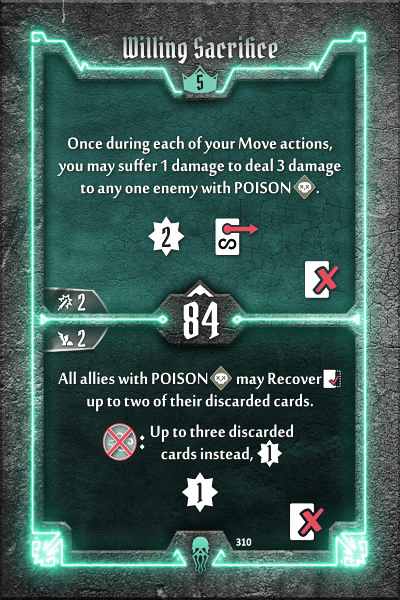 Willing Sacrifice
5
Once during each of your Move actions,
you may suffer 1 damage to deal 3 damage
to any one enemy with POISON .
2
2
84
2
All allies with POISON may Recover
up to two of their discarded cards.
: Up to three discarded
cards instead, 1
1
310